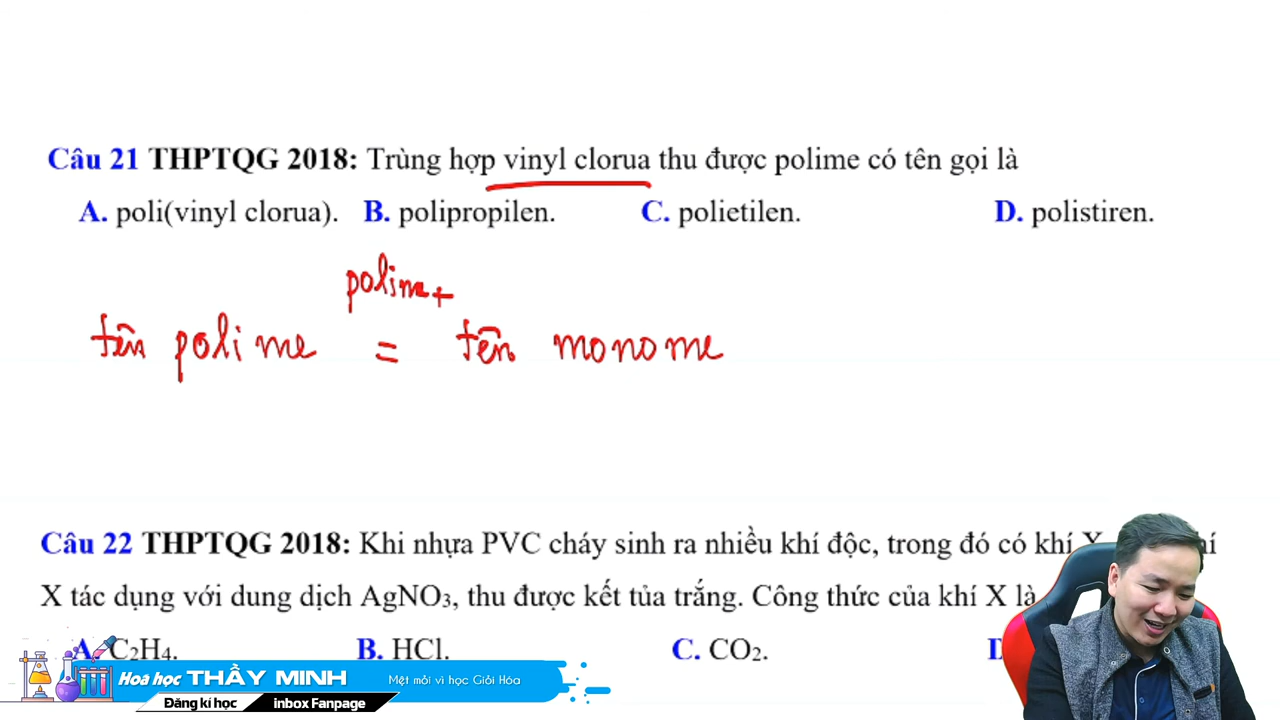 Câu 21 THPTQG 2018: Trùng hợp vinyl clorua thu được polime có tên gọi là
A. poli(vinyl clorua). B. polipropilen. C. polietilen. D. polistiren.
polime+
tên polime = tên monome
Câu 22 THPTQG 2018: Khi nhựa PVC cháy sinh ra nhiều khí độc, trong đó có khí X
X tác dụng với dung dịch AgNO3, thu được kết tủa trắng. Công thức của khí X là
A. C2H4. B. HCl. C. CO2.
Hoá học THẦY MINH Mệt mỏi vì học Giỏi Hóa
Đăng kí học inbox Fanpage